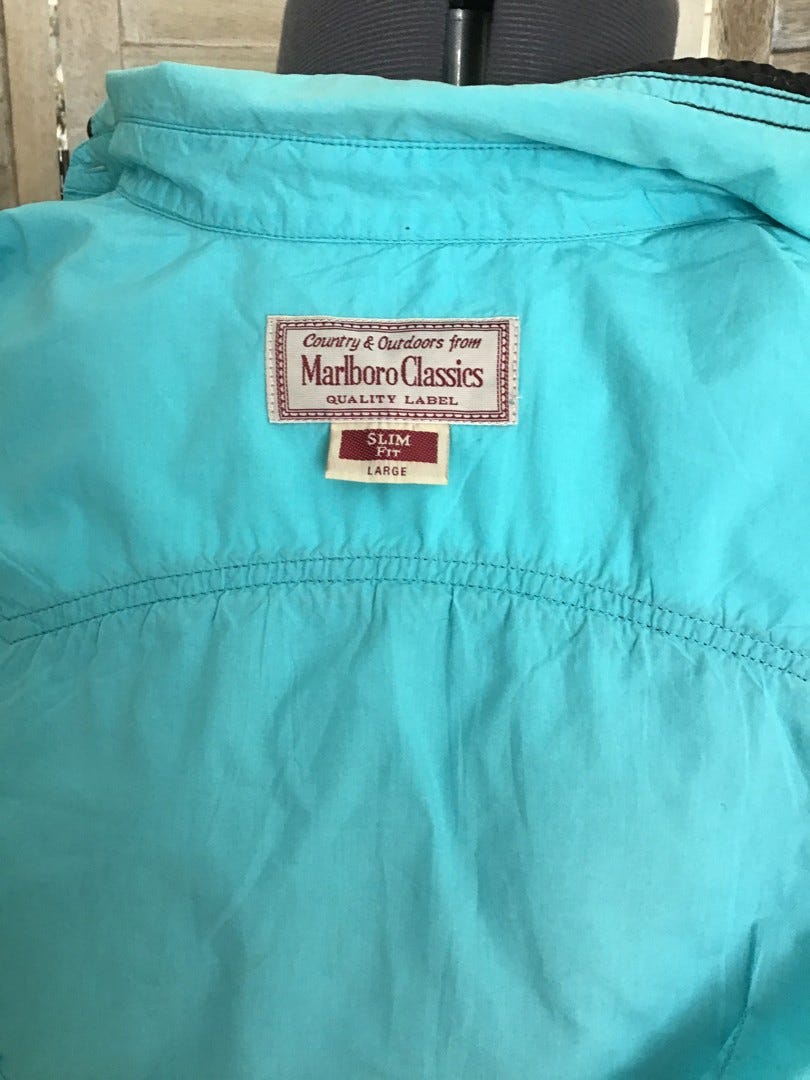 Country & Outdoors from
Marlboro Classics
QUALITY LABEL
SLIM
FIT
LARGE